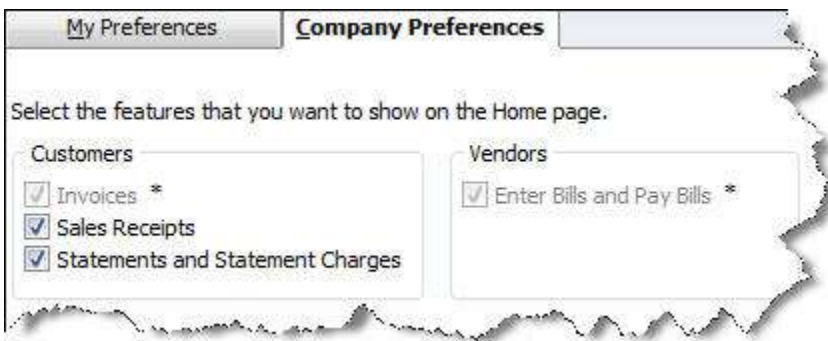 My Preferences
Company Preferences
Select the features that you want to show on the Home page.
Customers
Invoices *
Sales Receipts
Statements and Statement Charges
Vendors
Enter Bills and Pay Bills *